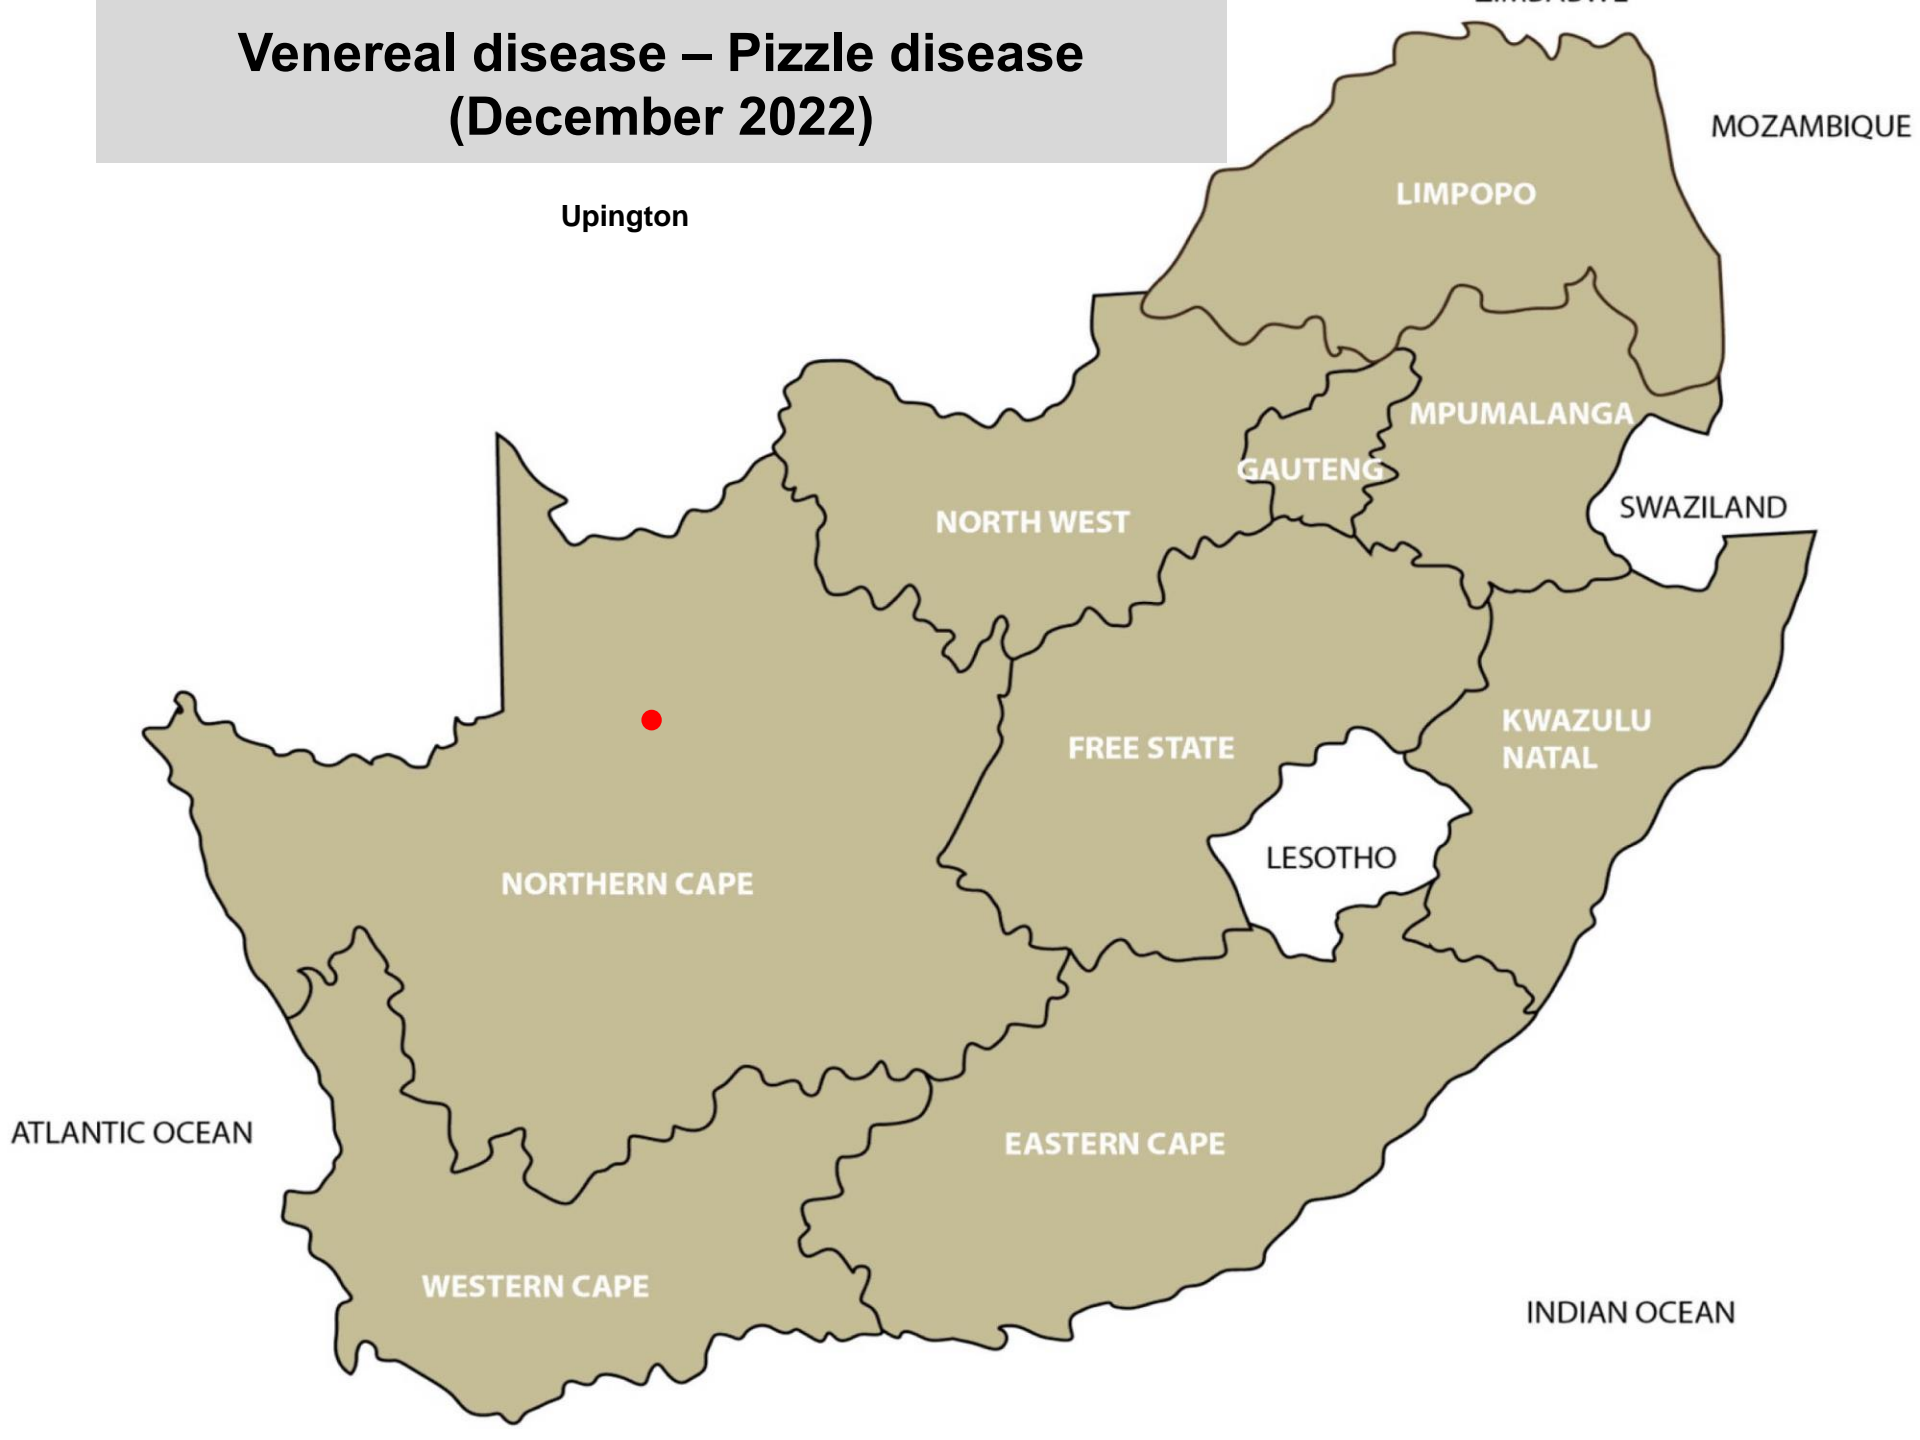 Venereal disease – Pizzle disease
(December 2022)
Upington
MOZAMBIQUE
LIMPOPO
MPUMALANGA
GAUTENG
SWAZILAND
NORTH WEST
KWAZULU
NATAL
FREE STATE
LESOTHO
NORTHERN CAPE
ATLANTIC OCEAN
EASTERN CAPE
WESTERN CAPE
INDIAN OCEAN